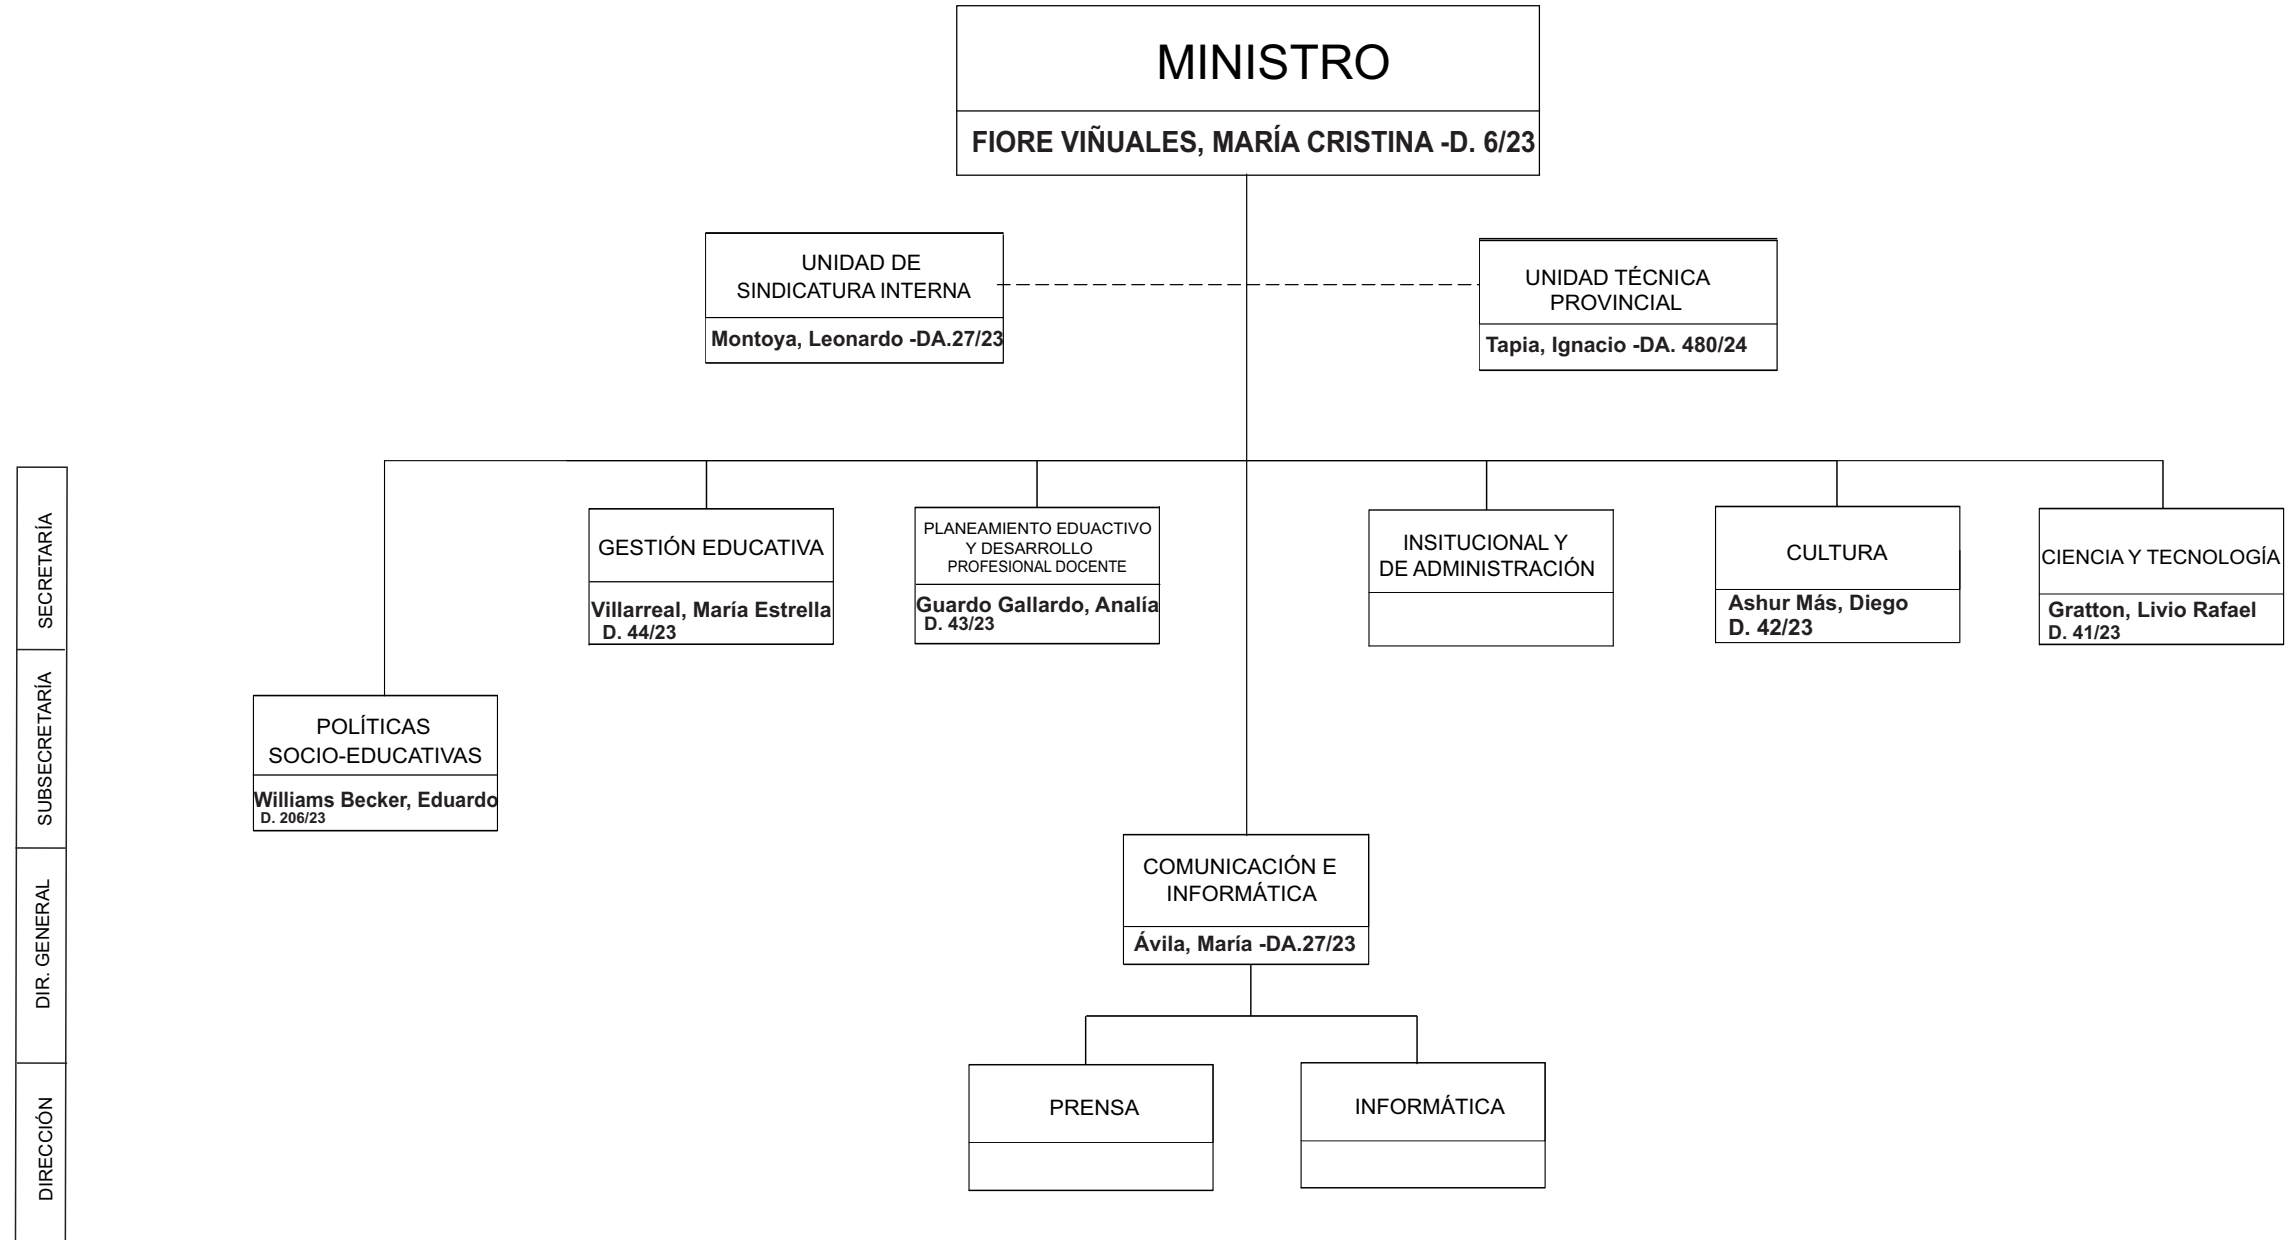 MINISTRO
FIORE VIÑUALES, MARÍA CRISTINA -D. 6/23
UNIDAD DE
SINDICATURA INTERNA
Montoya, Leonardo -DA.27/23
UNIDAD TÉCNICA
PROVINCIAL
Tapia, Ignacio -DA. 480/24
SECRETARÍA
GESTIÓN EDUCATIVA
Villarreal, María Estrella
D. 44/23
PLANEAMIENTO EDUACTIVO
Y DESARROLLO
PROFESIONAL DOCENTE
Guardo Gallardo, Analía
D. 43/23
INSITUCIONAL Y
DE ADMINISTRACIÓN
CULTURA
Ashur Más, Diego
D. 42/23
CIENCIA Y TECNOLOGÍA
Gratton, Livio Rafael
D. 41/23
SUBSECRETARÍA
POLÍTICAS
SOCIO-EDUCATIVAS
Williams Becker, Eduardo
D. 206/23
DIR. GENERAL
COMUNICACIÓN E
INFORMÁTICA
Ávila, María -DA.27/23
DIRECCIÓN
PRENSA
INFORMÁTICA